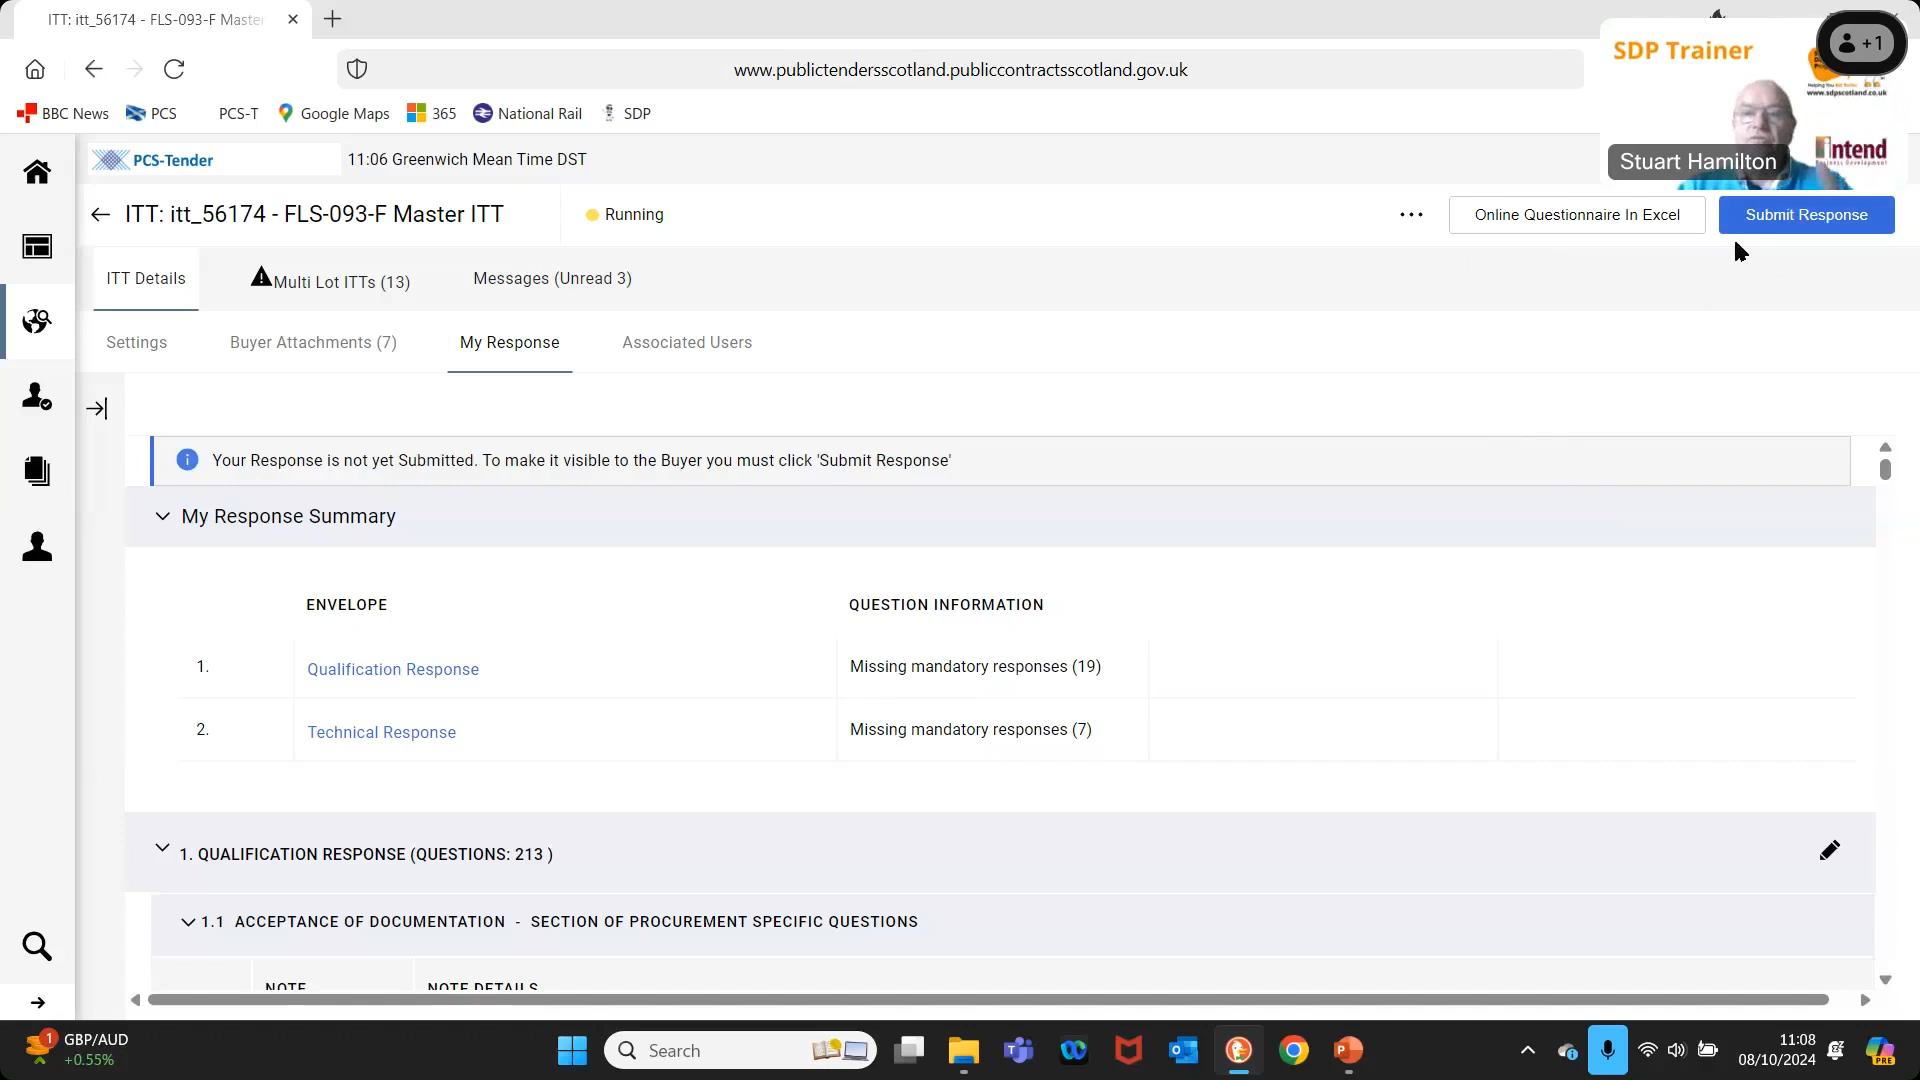 ITT: itt_56174 - FLS-093-F Master
+1
SDP Trainer
www.publictendersscotland.publiccontractsscotland.gov.uk
www.sdpscotland.co.uk
BBC News
PCS
PCS-T
Google Maps
365
National Rail
SDP
Stuart Hamilton
intend
PCS-Tender
11:06 Greenwich Mean Time DST
ITT: itt_56174 - FLS-093-F Master ITT
Running
Online Questionnaire In Excel
Submit Response
ITT Details
Multi Lot ITTs (13)
Messages (Unread 3)
Settings
Buyer Attachments (7)
My Response
Associated Users
Your Response is not yet Submitted. To make it visible to the Buyer you must click 'Submit Response'
My Response Summary
ENVELOPE
QUESTION INFORMATION
1.
Qualification Response
Missing mandatory responses (19)
2.
Technical Response
Missing mandatory responses (7)
1. QUALIFICATION RESPONSE (QUESTIONS: 213 )
1.1 ACCEPTANCE OF DOCUMENTATION - SECTION OF PROCUREMENT SPECIFIC QUESTIONS
NOTE
NOTE DETAILS
1
GBP/AUD
+0.55%
Search
11:08
08/10/2024
PRE